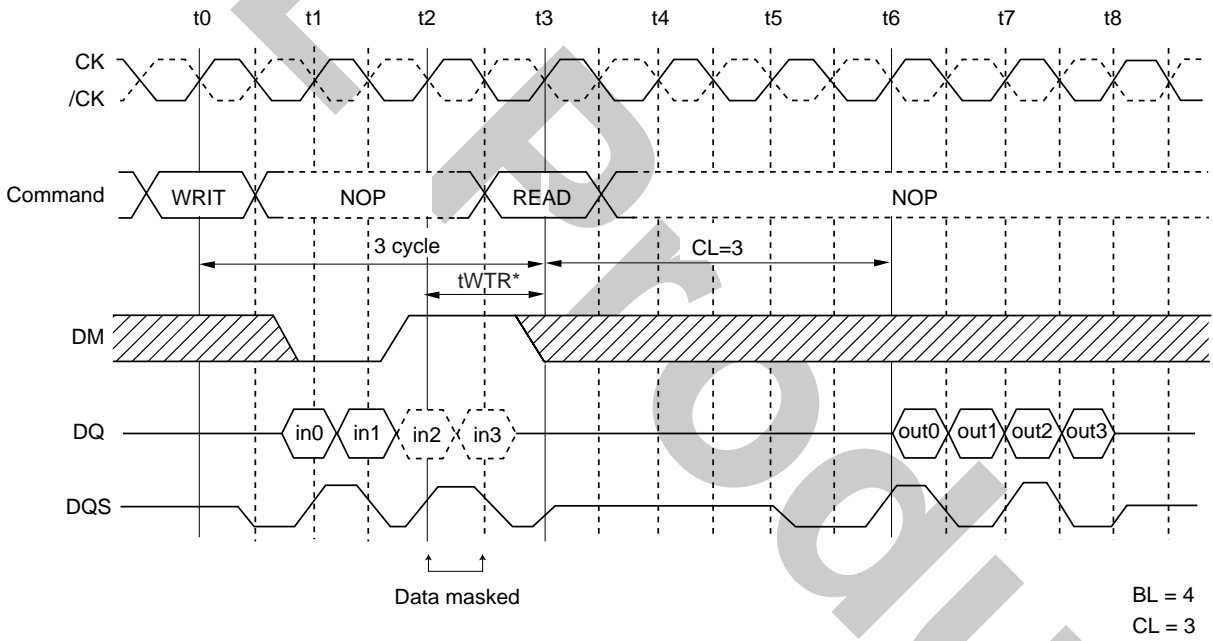 t0 t1 t2 t3 t4 t5 t6 t7 t8
CK
/CK
Command WRIT NOP READ NOP
3 cycle CL=3
tWTR*
DM
DQ in0 in1 in2 in3 out0 out1 out2 out3
DQS
Data masked
BL = 4
CL = 3